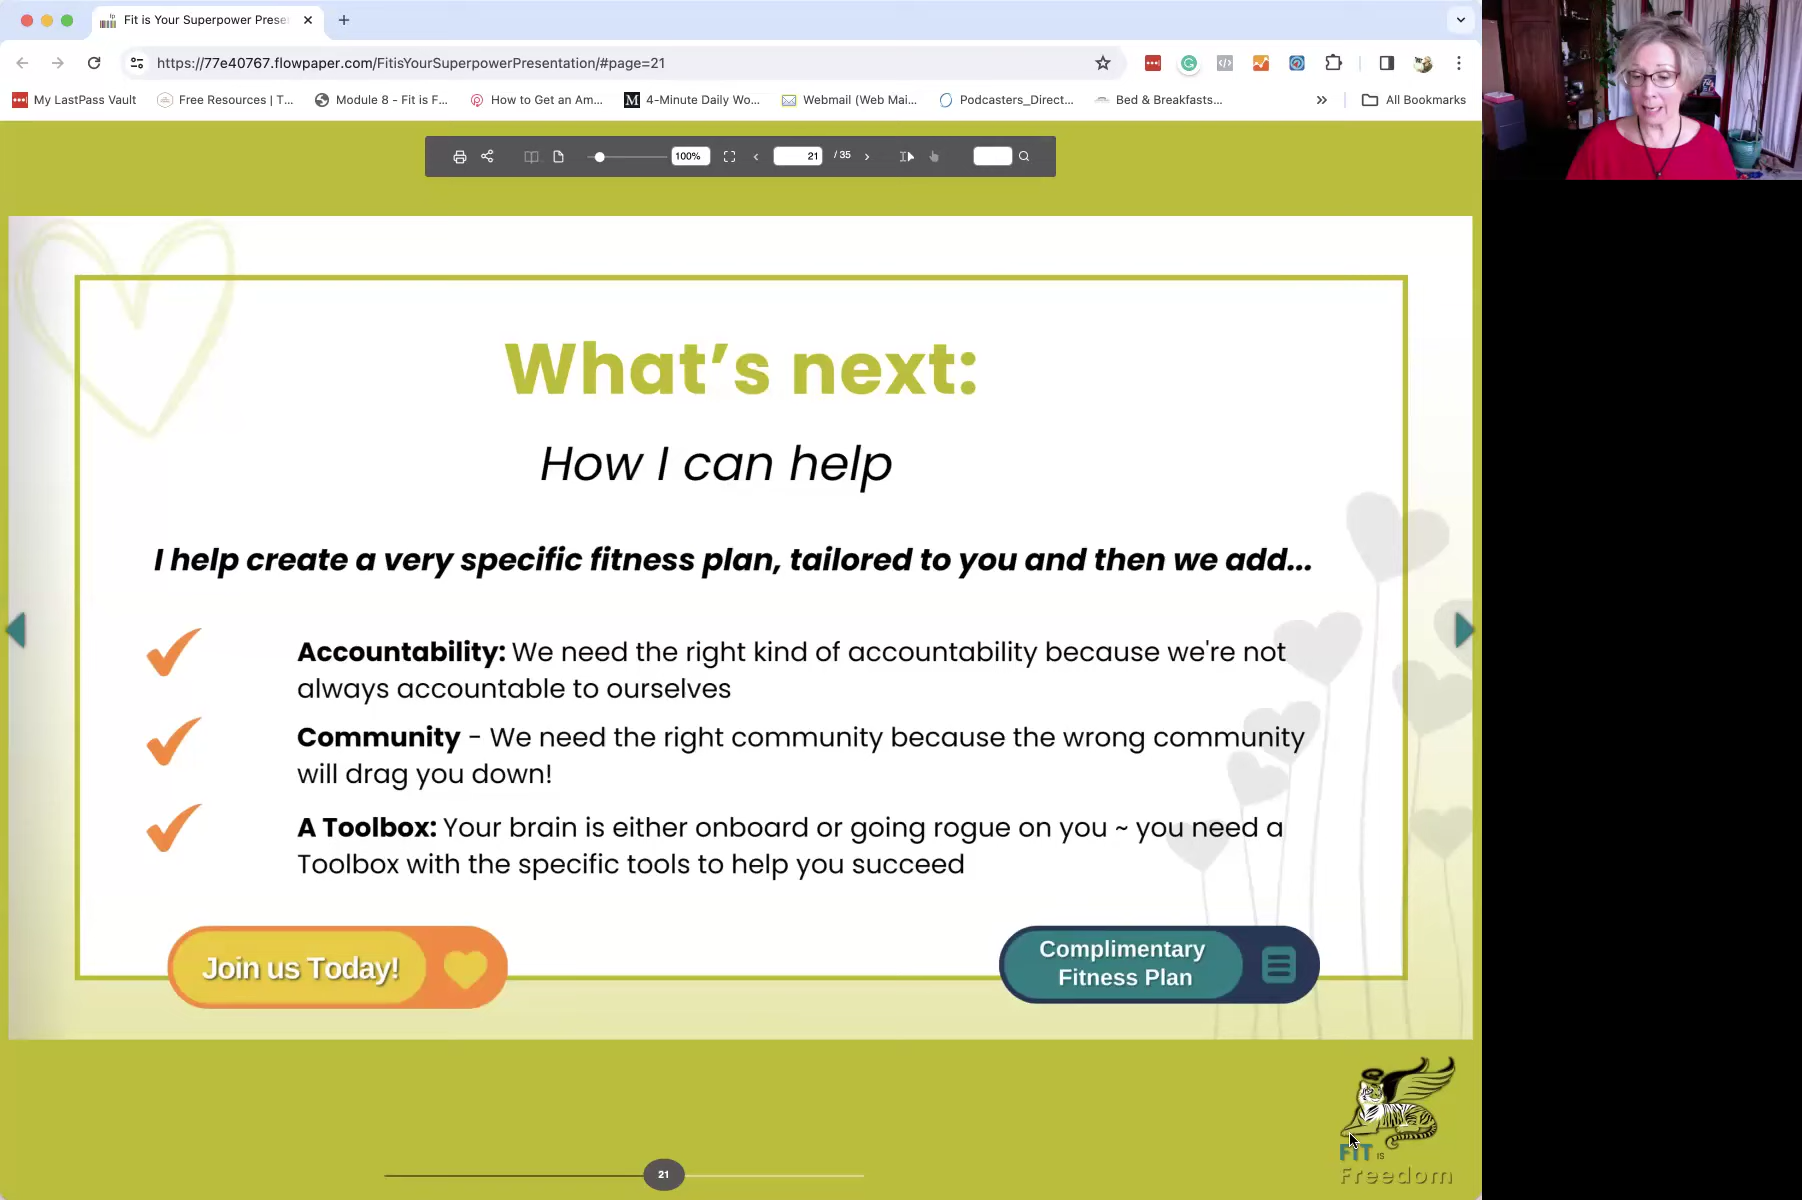 Fit is Your Superpower Prese
https://77e40767.flowpaper.com/FitisYourSuperpowerPresentation/#page=21
My LastPass Vault
Free Resources | T...
Module 8 - Fit is F...
How to Get an Am...
4-Minute Daily Wo...
Webmail (Web Mai...
Podcasters_Direct...
Bed & Breakfasts...
All Bookmarks
100%
21
/ 35
What's next:
How I can help
I help create a very specific fitness plan, tailored to you and then we add...
Accountability: We need the right kind of accountability because we're not
always accountable to ourselves
Community - We need the right community because the wrong community
will drag you down!
A Toolbox: Your brain is either onboard or going rogue on you ~ you need a
Toolbox with the specific tools to help you succeed
Join us Today!
Complimentary
Fitness Plan
FiT IS
Freedom
21